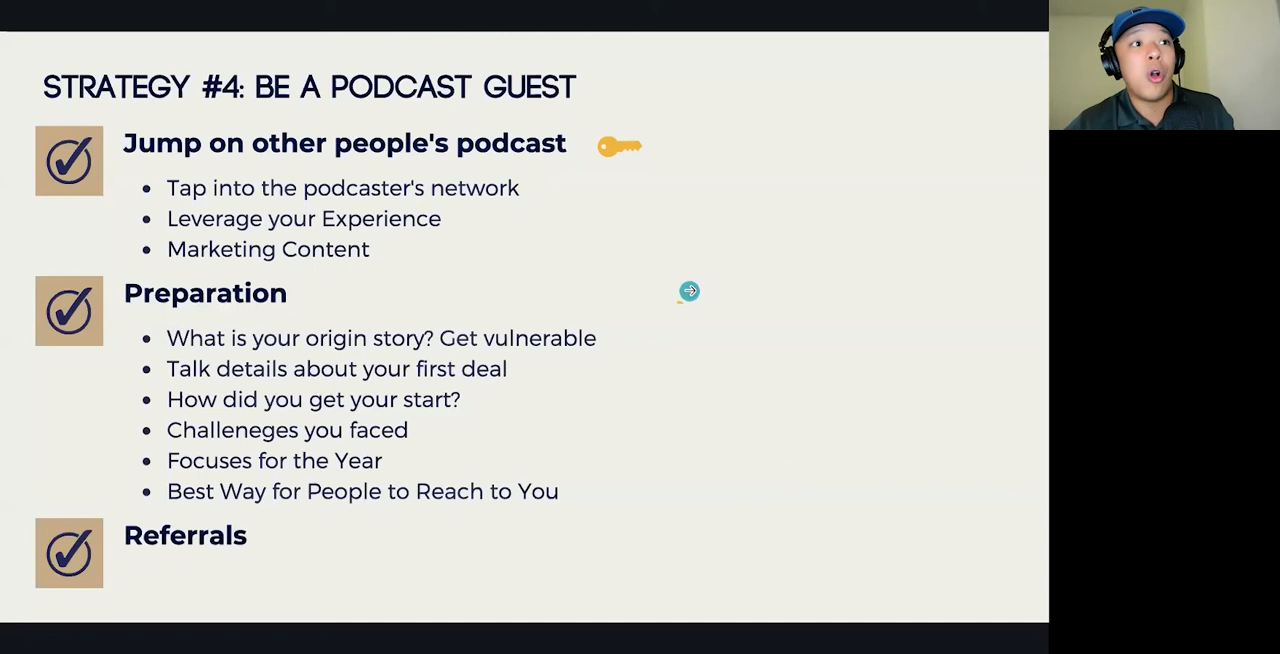 STRATEGY #4: BE A PODCAST GUEST
Jump on other people's podcast
Tap into the podcaster's network
Leverage your Experience
Marketing Content
Preparation
What is your origin story? Get vulnerable
Talk details about your first deal
How did you get your start?
Challeneges you faced
Focuses for the Year
Best Way for People to Reach to You
Referrals